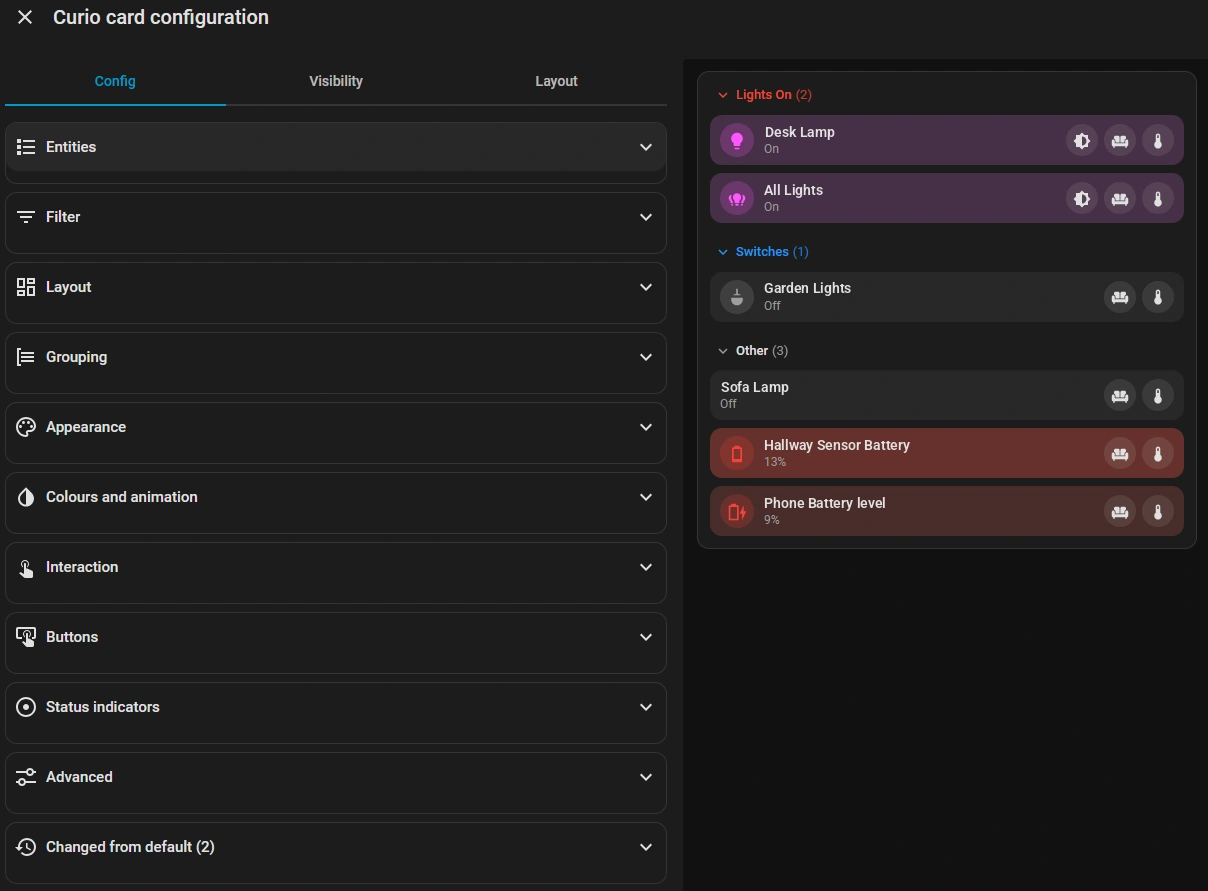 Curio card configuration
Config
Visibility
Layout
Entities
Filter
Layout
Grouping
Appearance
Colours and animation
Interaction
Buttons
Status indicators
Advanced
Changed from default (2)
Lights On (2)
Desk Lamp
On
All Lights
On
Switches (1)
Garden Lights
Off
Other (3)
Sofa Lamp
Off
Hallway Sensor Battery
13%
Phone Battery level
9%